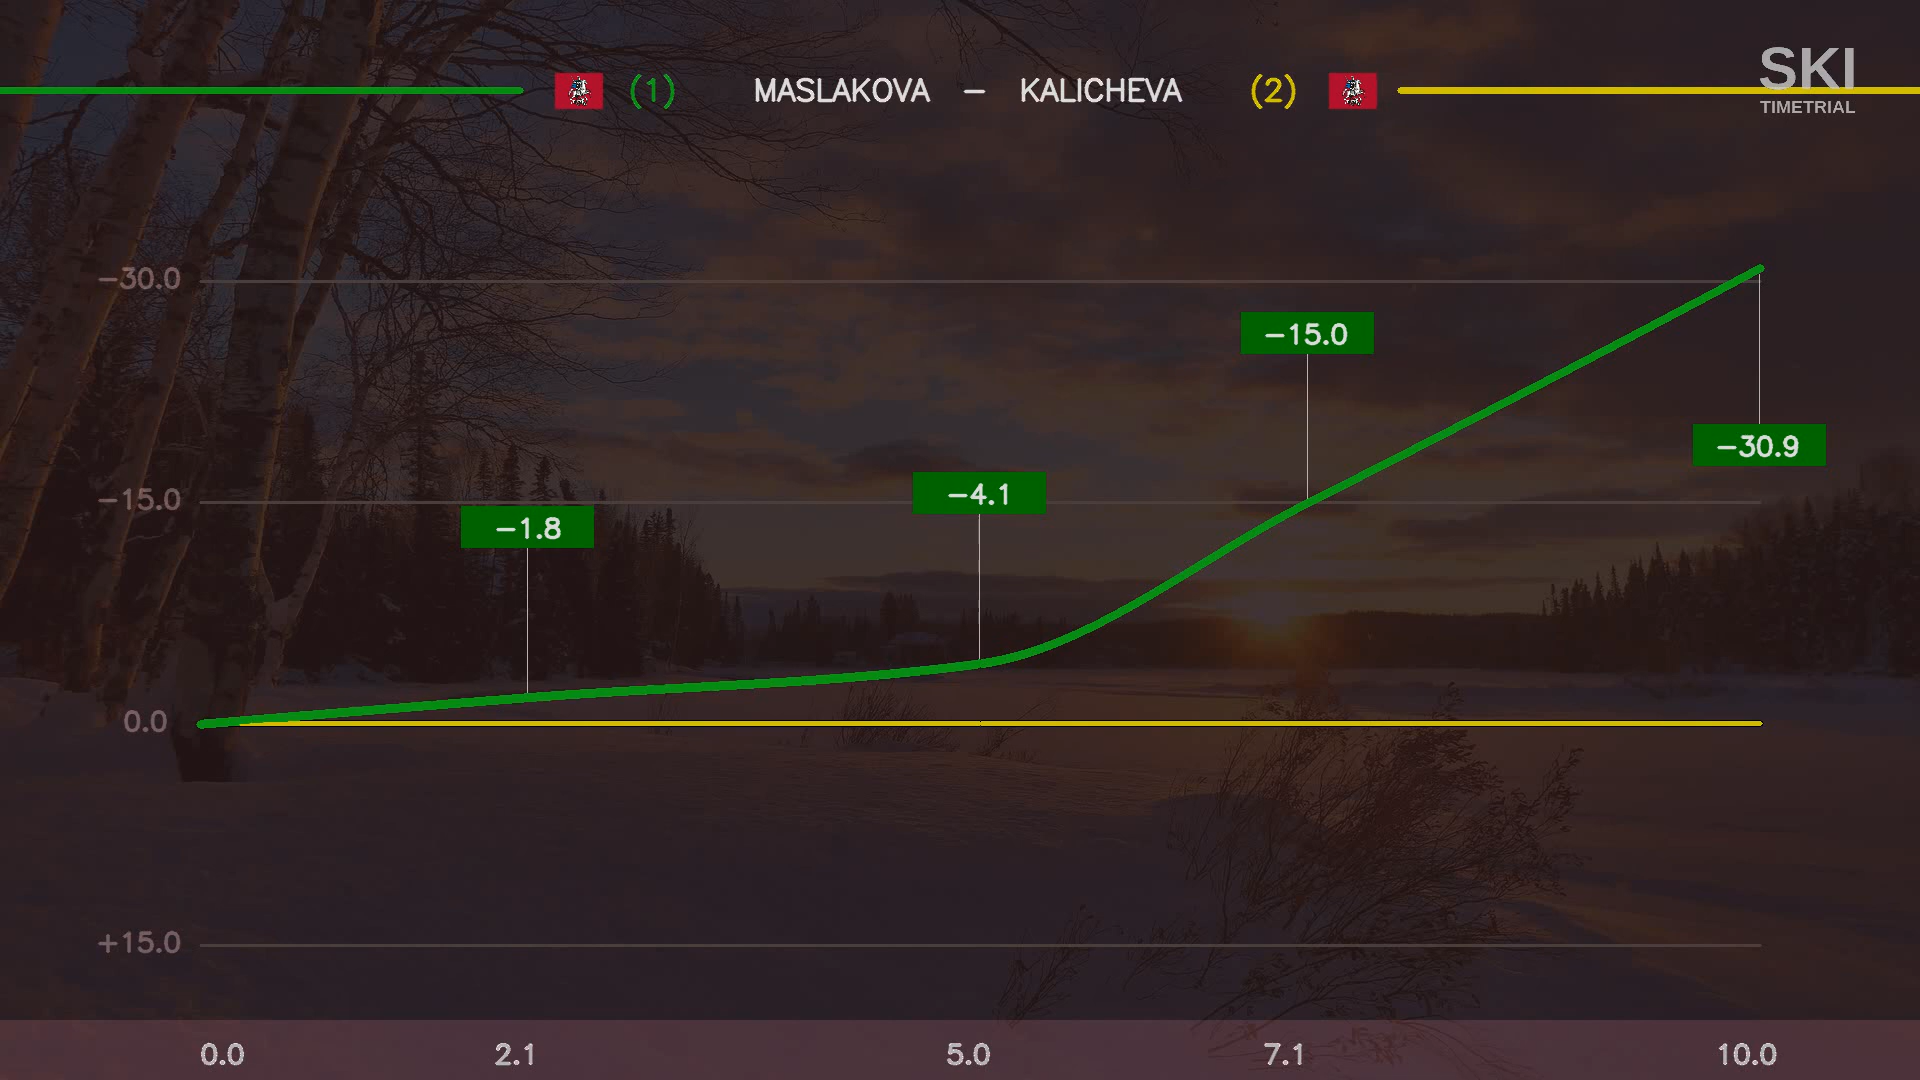 (1) MASLAKOVA – KALICHEVA (2)
SKI
TIMETRIAL
−30.0
−15.0
−30.9
−15.0
−4.1
−1.8
0.0
+15.0
0.0 2.1 5.0 7.1 10.0